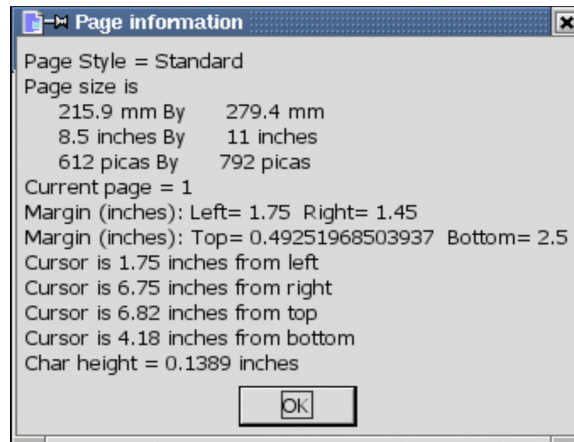 Page information
Page Style = Standard
Page size is
215.9 mm By 279.4 mm
8.5 inches By 11 inches
612 picas By 792 picas
Current page = 1
Margin (inches): Left= 1.75 Right= 1.45
Margin (inches): Top= 0.49251968503937 Bottom= 2.5
Cursor is 1.75 inches from left
Cursor is 6.75 inches from right
Cursor is 6.82 inches from top
Cursor is 4.18 inches from bottom
Char height = 0.1389 inches
OK